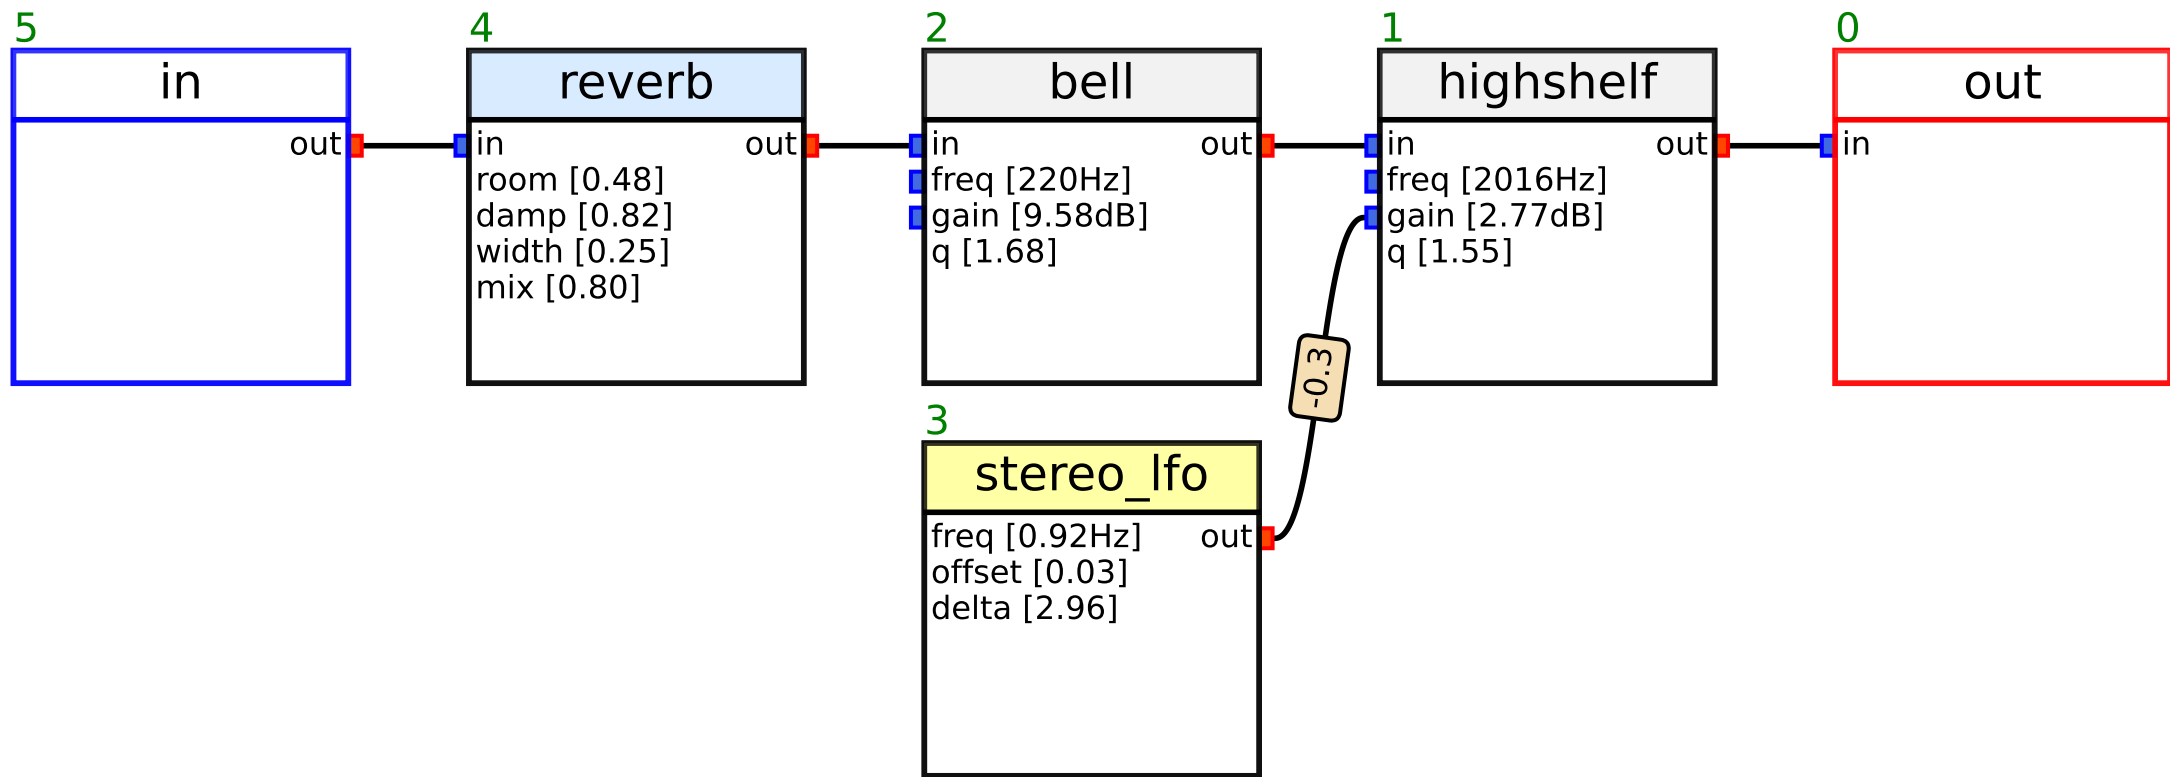 5
in
out
4
reverb
in out
room [0.48]
damp [0.82]
width [0.25]
mix [0.80]
2
bell
in out
freq [220Hz]
gain [9.58dB]
q [1.68]
1
highshelf
in out
freq [2016Hz]
gain [2.77dB]
q [1.55]
0
out
in
-0.3
3
stereo_lfo
freq [0.92Hz] out
offset [0.03]
delta [2.96]